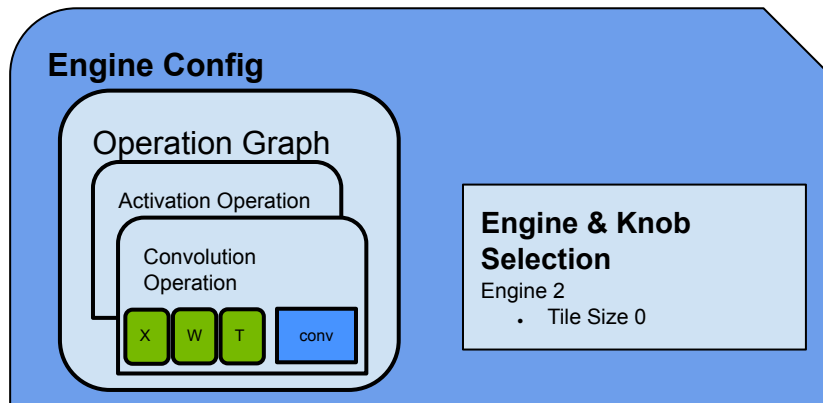 Engine Config
Operation Graph
Activation Operation
Convolution
Operation
X W T conv
Engine & Knob
Selection
Engine 2
• Tile Size 0